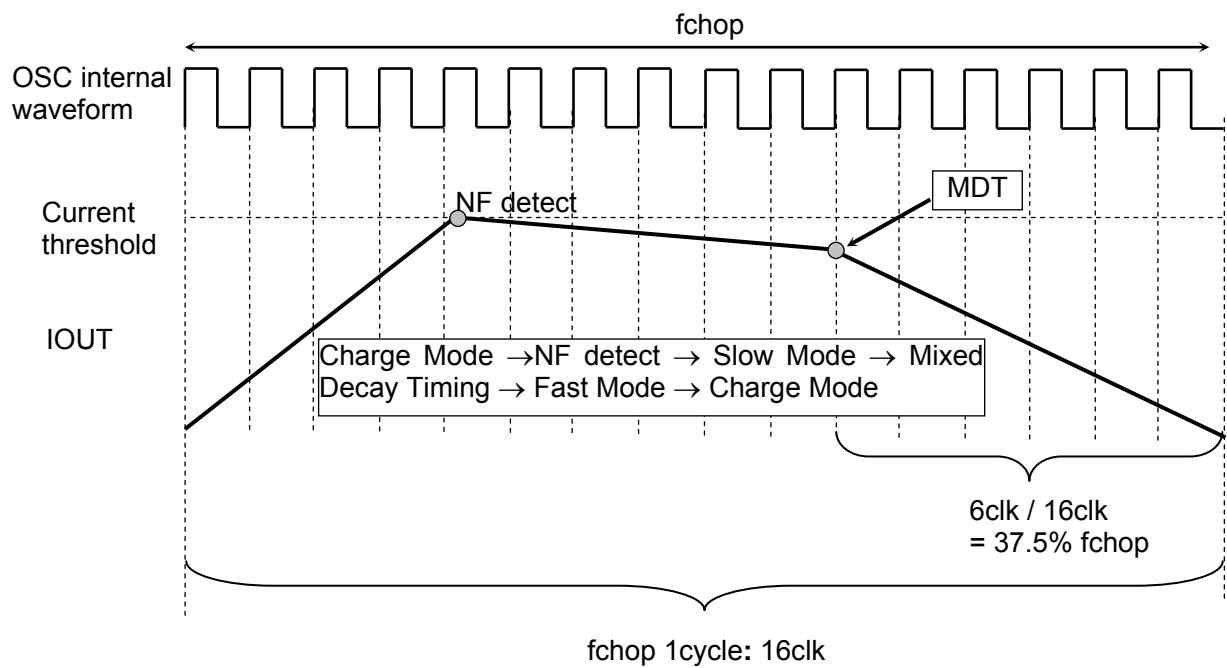 fchop
OSC internal
waveform
NF detect
MDT
Current
threshold
IOUT
Charge Mode →NF detect → Slow Mode → Mixed
Decay Timing → Fast Mode → Charge Mode
6clk / 16clk
= 37.5% fchop
fchop 1cycle: 16clk